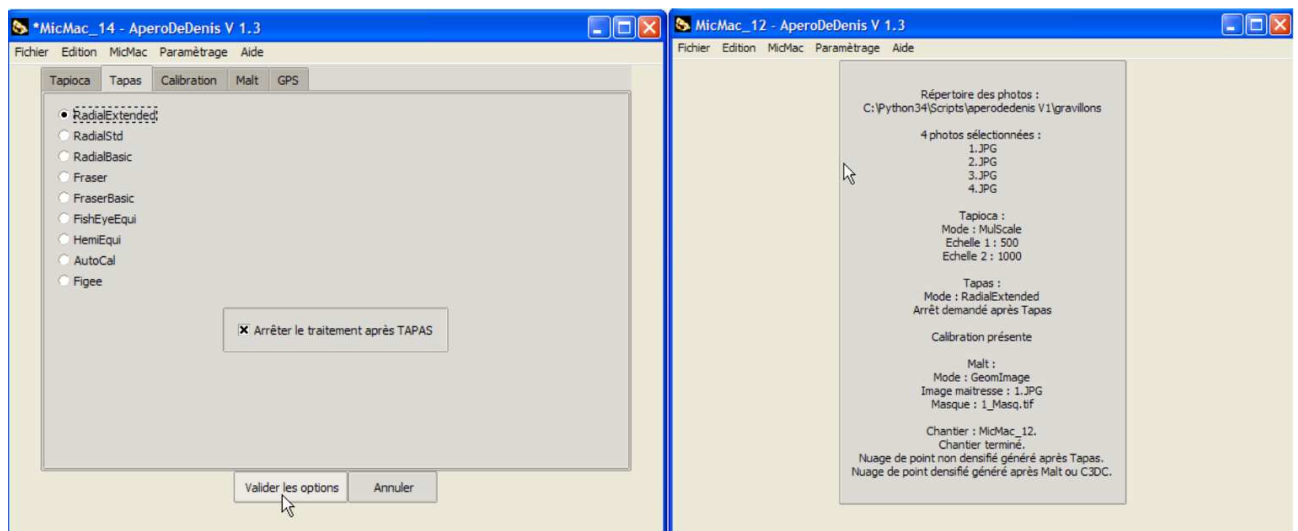 *MicMac_14 - AperoDeDenis V 1.3
Fichier Edition MicMac Paramètrage Aide
Tapioca Tapas Calibration Malt GPS
RadialExtended
RadialStd
RadialBasic
Fraser
FraserBasic
FishEyeEqui
HemiEqui
AutoCal
Figee
Arrêter le traitement après TAPAS
Valider les options Annuler
MicMac_12 - AperoDeDenis V 1.3
Fichier Edition MicMac Paramètrage Aide
Répertoire des photos :
C:\Python34\Scripts\aperodedenis V1\gravillons
4 photos sélectionnées :
1.JPG
2.JPG
3.JPG
4.JPG
Tapioca :
Mode : MulScale
Echelle 1 : 500
Echelle 2 : 1000
Tapas :
Mode : RadialExtended
Arrêt demandé après Tapas
Calibration présente
Malt :
Mode : GeomImage
Image maitresse : 1.JPG
Masque : 1_Masq.tif
Chantier : MicMac_12.
Chantier terminé.
Nuage de point non densifié généré après Tapas.
Nuage de point densifié généré après Malt ou C3DC.